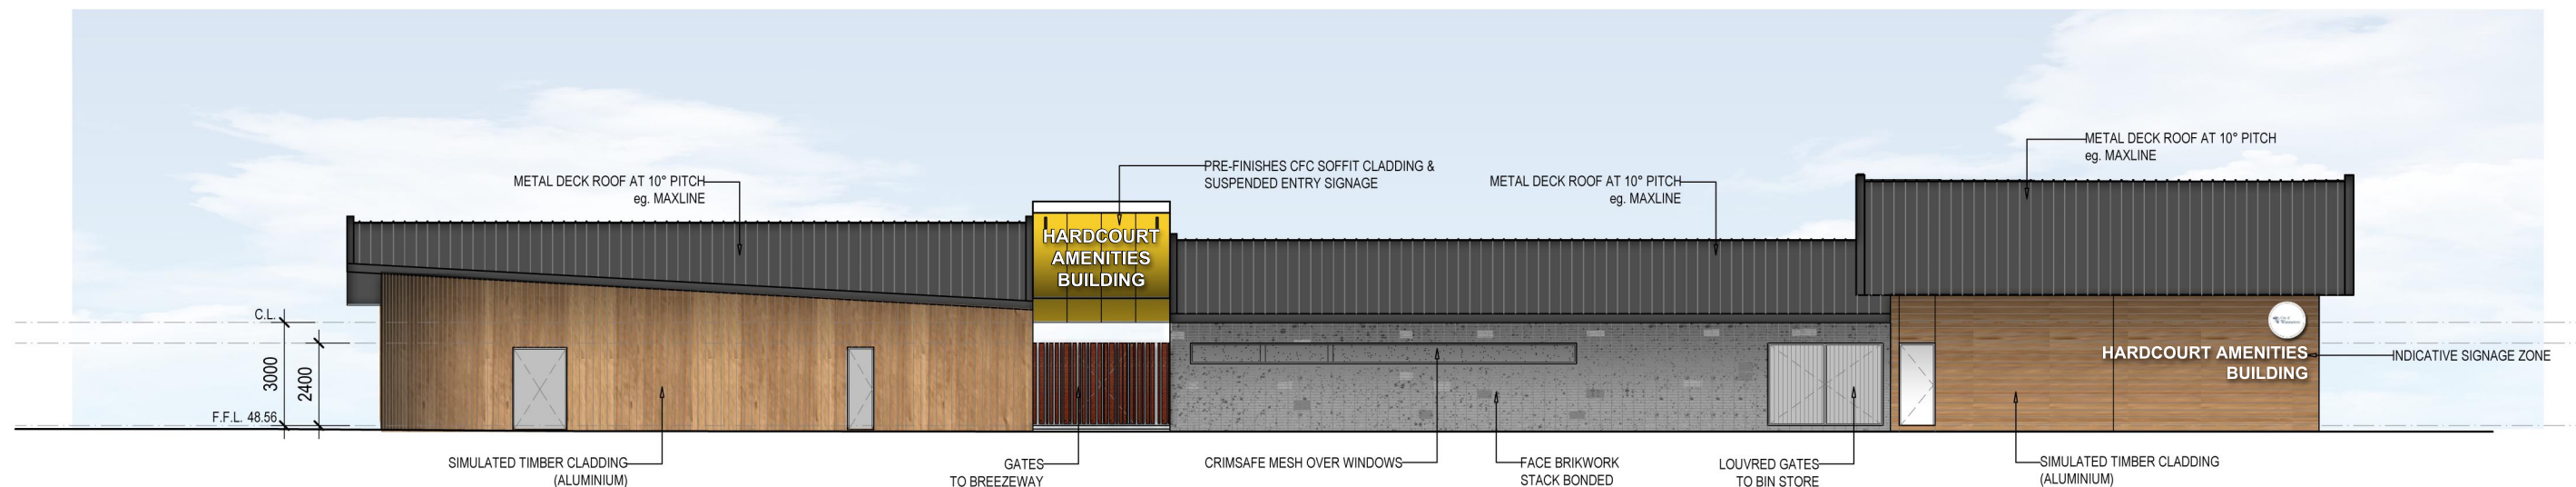 METAL DECK ROOF AT 10° PITCH
eg. MAXLINE
PRE-FINISHES CFC SOFFIT CLADDING &
SUSPENDED ENTRY SIGNAGE
METAL DECK ROOF AT 10° PITCH
eg. MAXLINE
METAL DECK ROOF AT 10° PITCH
eg. MAXLINE
HARDCOURT
AMENITIES
BUILDING
C.L.
3000
2400
F.F.L. 48.56
HARDCOURT AMENITIES
BUILDING
INDICATIVE SIGNAGE ZONE
SIMULATED TIMBER CLADDING
(ALUMINIUM)
GATES
TO BREEZEWAY
CRIMSAFE MESH OVER WINDOWS
FACE BRIKWORK
STACK BONDED
LOUVRED GATES
TO BIN STORE
SIMULATED TIMBER CLADDING
(ALUMINIUM)